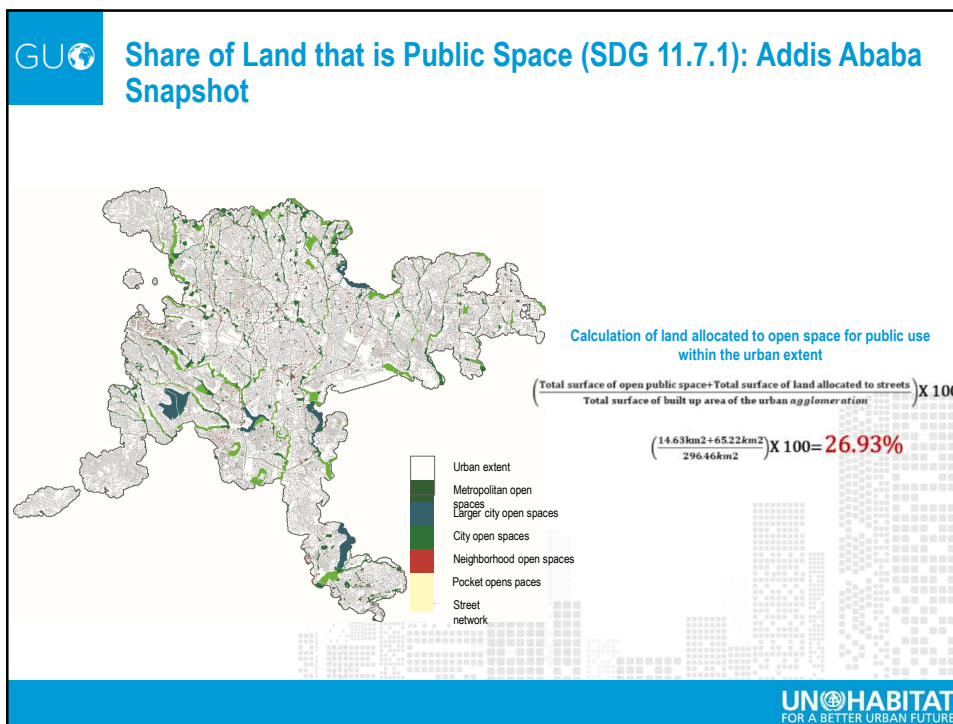 GUO
Share of Land that is Public Space (SDG 11.7.1): Addis Ababa
Snapshot
Calculation of land allocated to open space for public use
within the urban extent
(Total surface of open public space+Total surface of land allocated to streets
/ Total surface of built up area of the urban agglomeration) X 100
(14.63km2+65.22km2 / 296.46km2) X 100= 26.93%
Urban extent
Metropolitan open
spaces
Larger city open spaces
City open spaces
Neighborhood open spaces
Pocket opens paces
Street
network
UN HABITAT
FOR A BETTER URBAN FUTURE